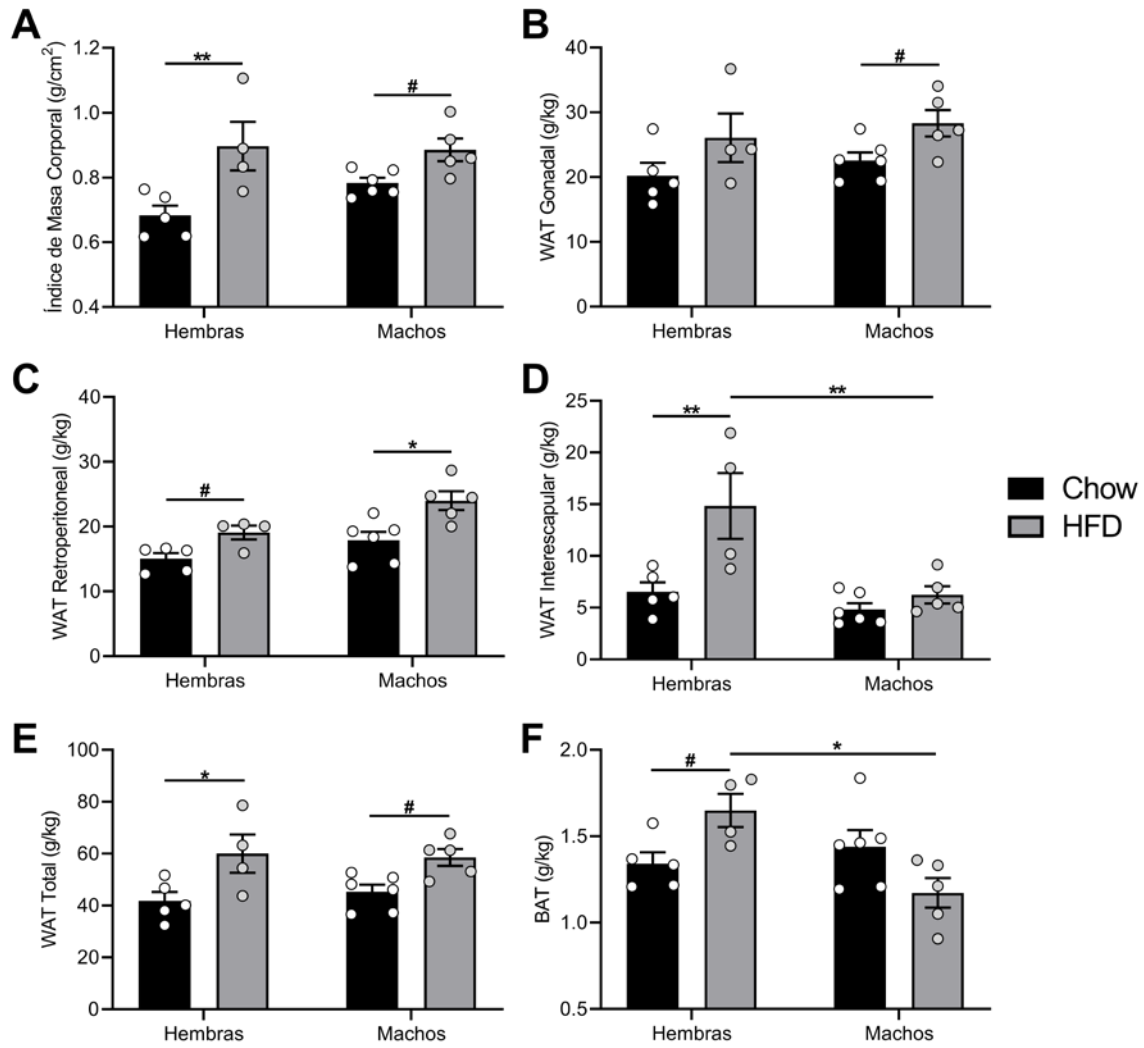 A
Índice de Masa Corporal (g/cm²)
1.2
1.0
0.8
0.6
0.4
**
#
Hembras
Machos
B
WAT Gonadal (g/kg)
40
30
20
10
0
#
Hembras
Machos
C
WAT Retroperitoneal (g/kg)
40
30
20
10
0
#
*
Hembras
Machos
D
WAT Interescapular (g/kg)
25
20
15
10
5
0
**
**
Hembras
Machos
Chow
HFD
E
WAT Total (g/kg)
100
80
60
40
20
0
*
#
Hembras
Machos
F
BAT (g/kg)
2.0
1.5
1.0
0.5
#
*
Hembras
Machos